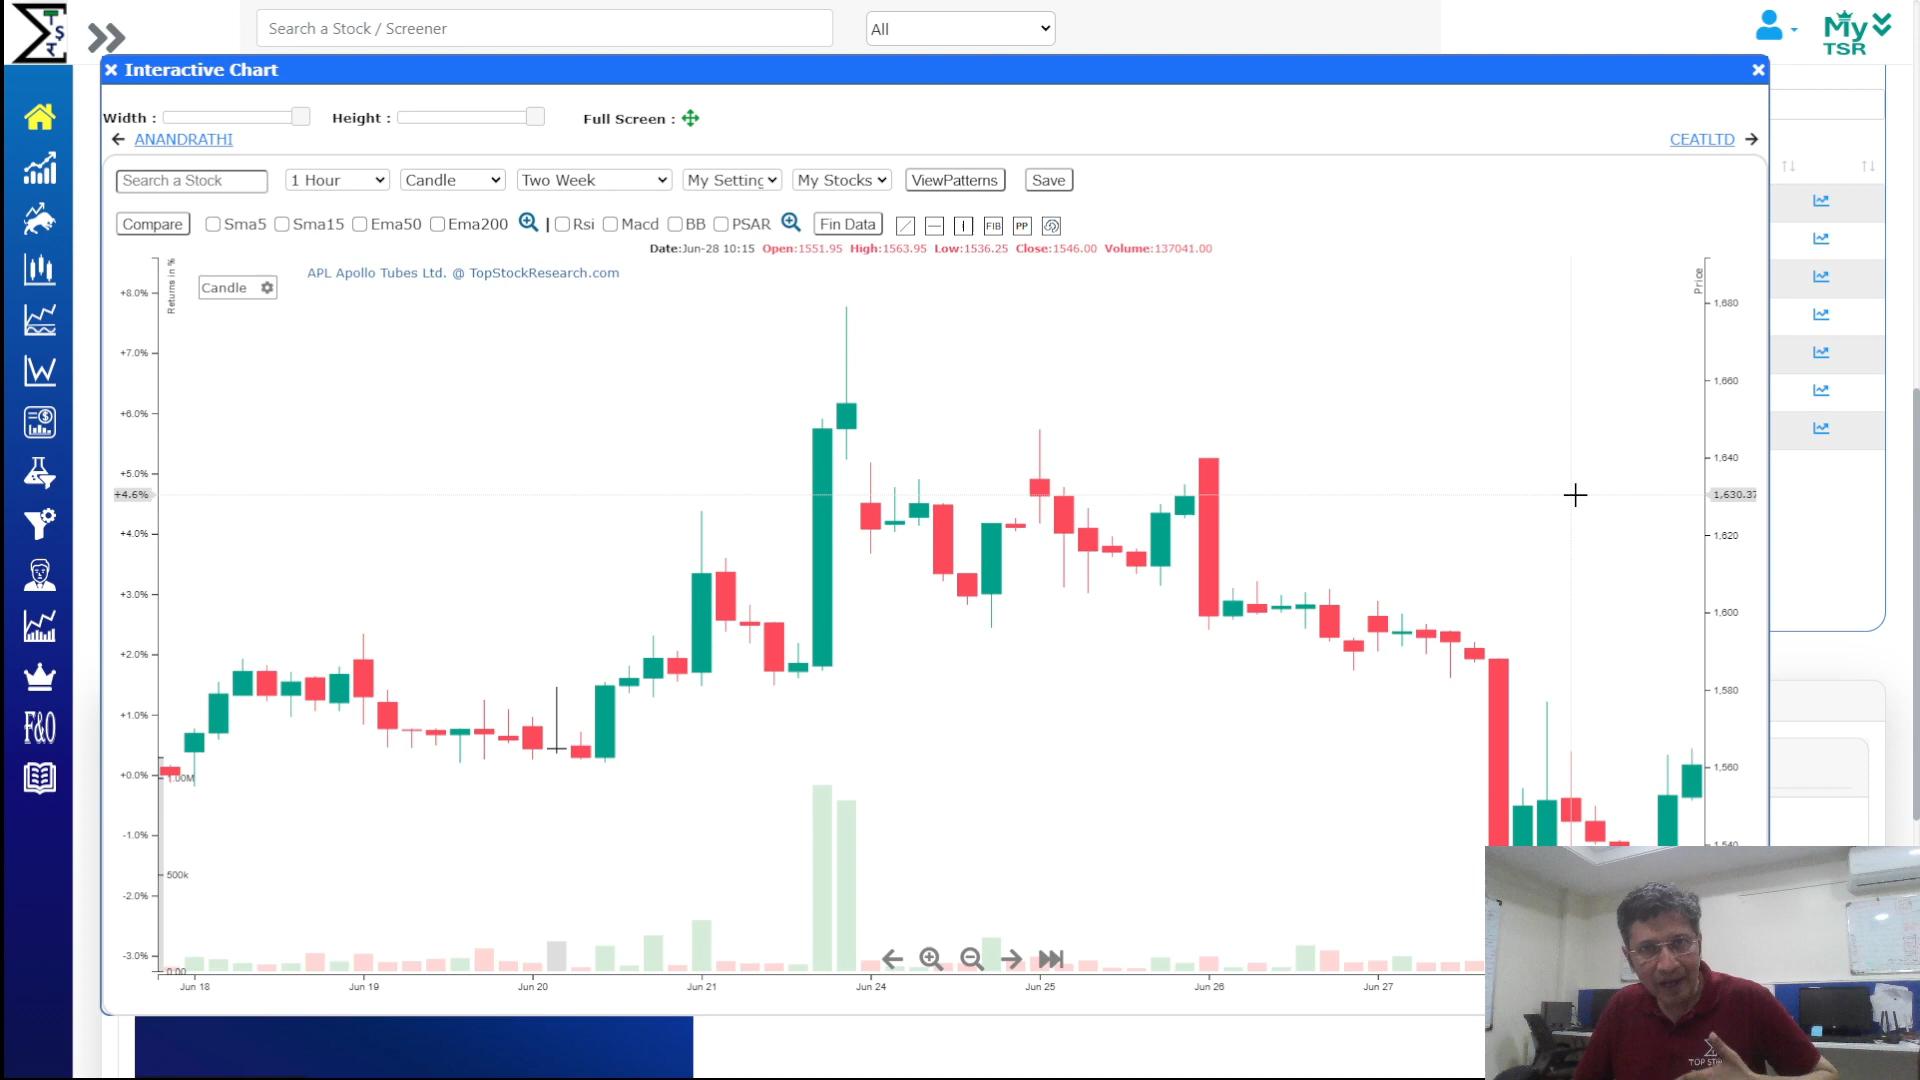 T
$
₹
Search a Stock / Screener
All
My
TSR
Interactive Chart
Width :
Height :
Full Screen :
ANANDRATHI
CEATLTD
Search a Stock
1 Hour
Candle
Two Week
My Setting
My Stocks
ViewPatterns
Save
Compare
Sma5
Sma15
Ema50
Ema200
|
Rsi
Macd
BB
PSAR
Fin Data
FIB
PP
Date:Jun-28 10:15 Open:1551.95 High:1563.95 Low:1536.25 Close:1546.00 Volume:137041.00
APL Apollo Tubes Ltd. @ TopStockResearch.com
Candle
Returns in %
Price
+8.0%
+7.0%
+6.0%
+5.0%
+4.6%
+4.0%
+3.0%
+2.0%
+1.0%
+0.0%
-1.0%
-2.0%
-3.0%
1,680
1,660
1,640
1,630.37
1,620
1,600
1,580
1,560
1,540
1.00M
500k
0.00
Jun 18
Jun 19
Jun 20
Jun 21
Jun 24
Jun 25
Jun 26
Jun 27
F&O
TOP ST